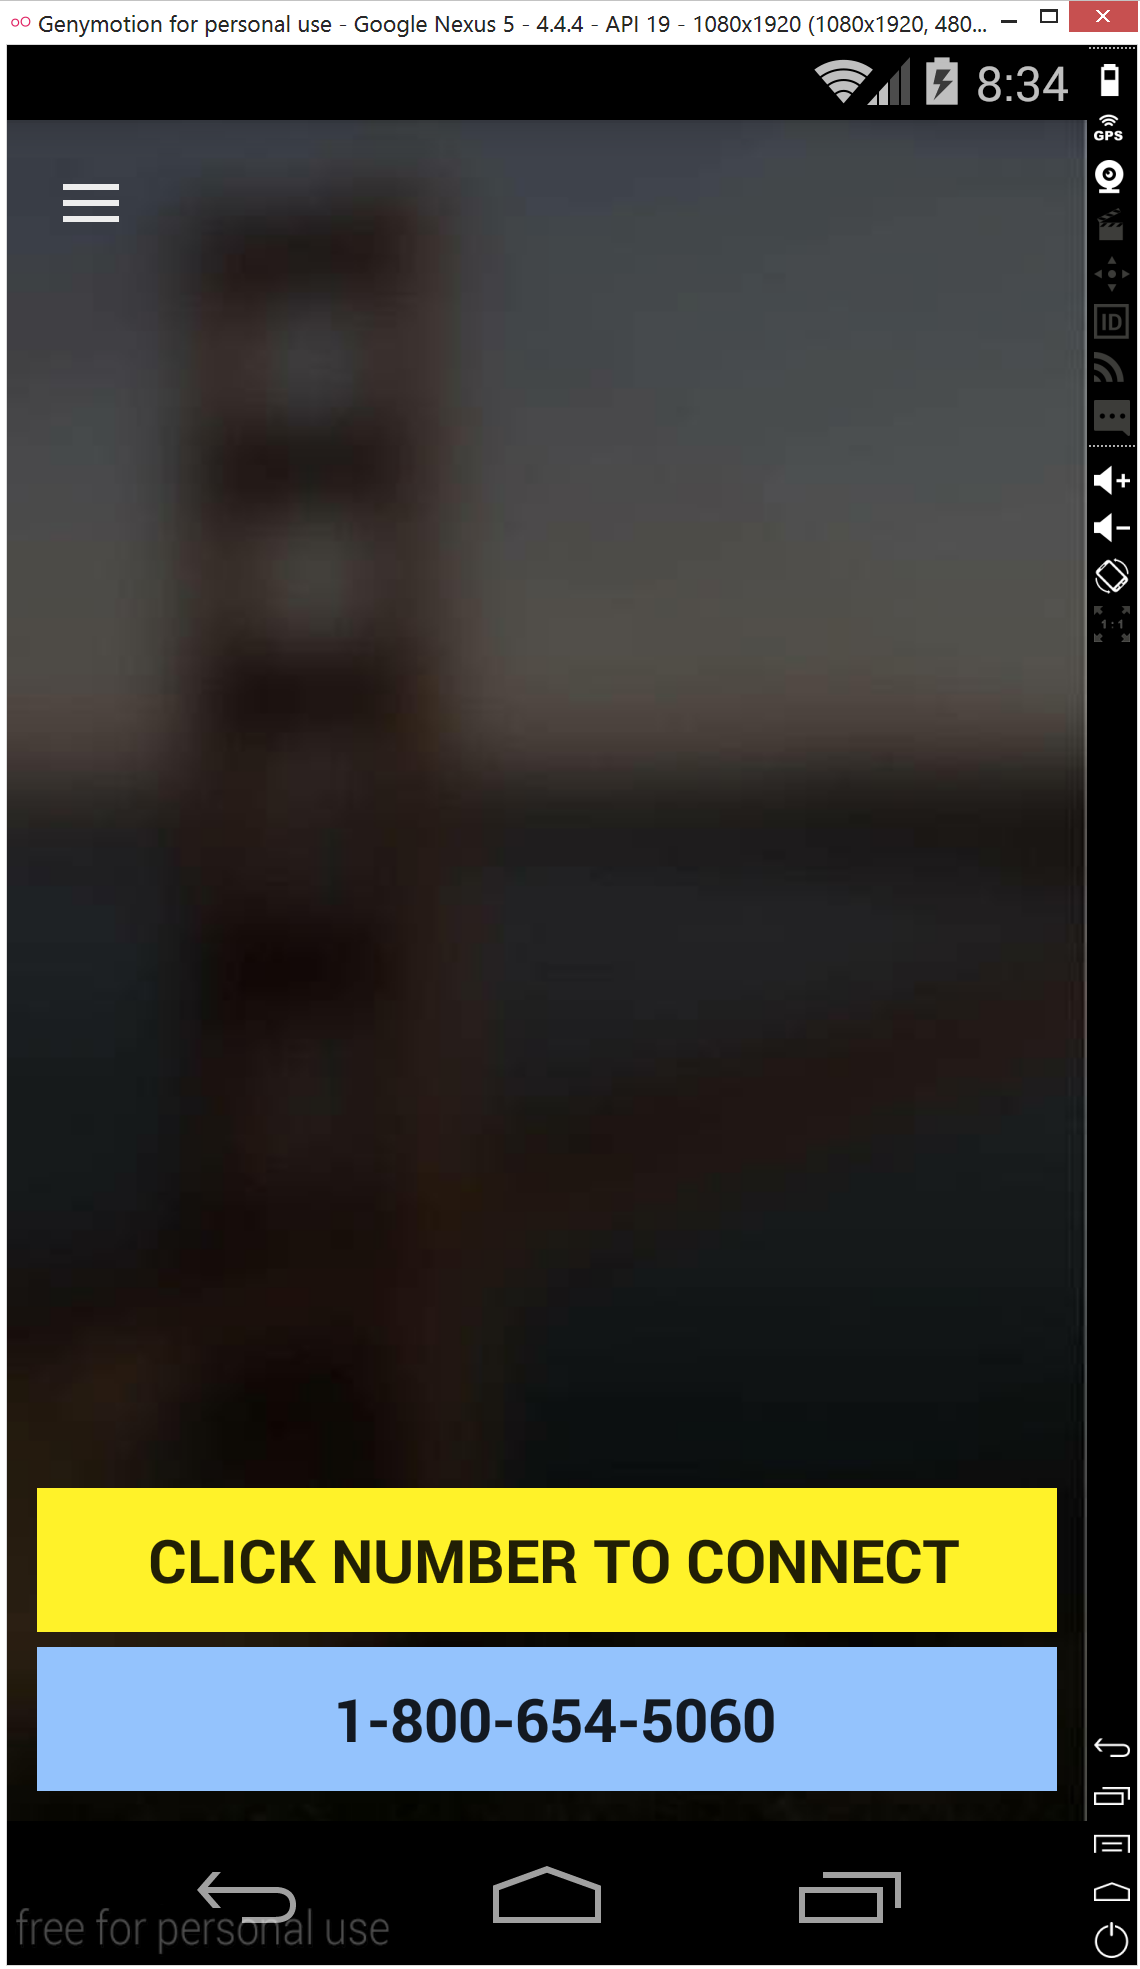 Genymotion for personal use - Google Nexus 5 - 4.4.4 - API 19 - 1080x1920 (1080x1920, 480...
8:34
GPS
ID
1:1
CLICK NUMBER TO CONNECT
1-800-654-5060
free for personal use